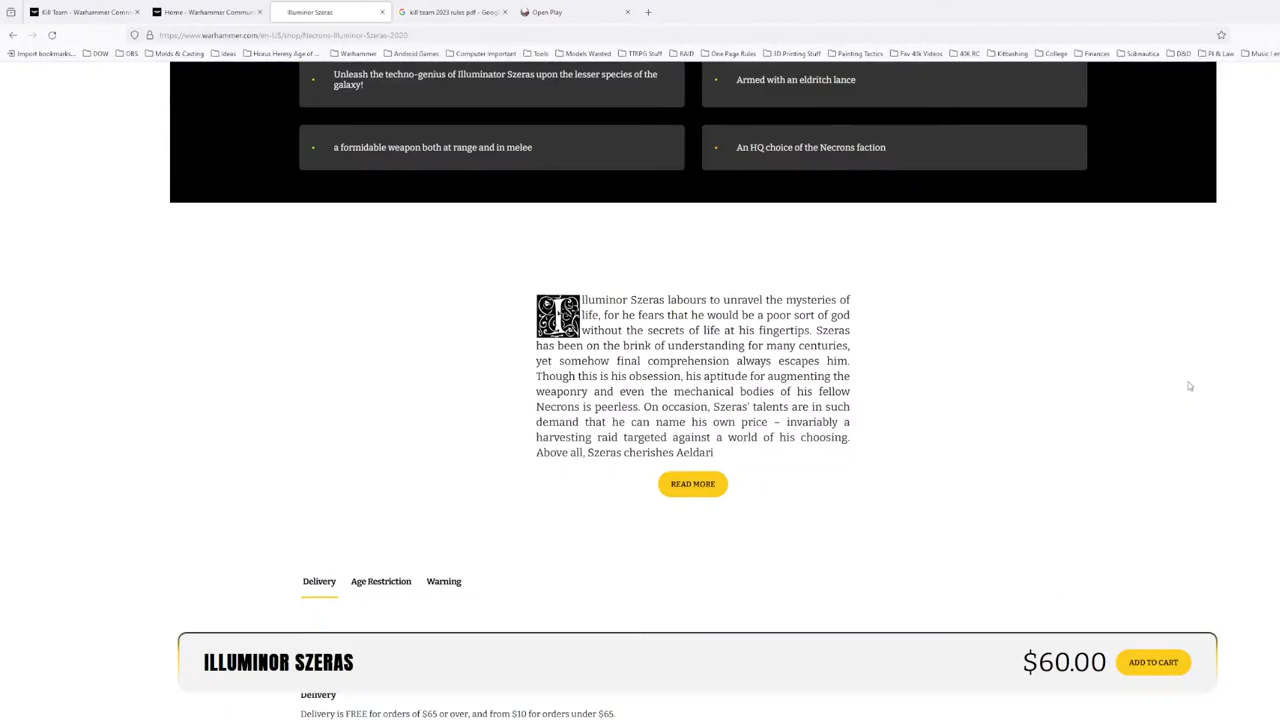 Kill Team - Warhammer Comm
Home - Warhammer Commun
Illuminor Szeras
kill team 2023 rules pdf - Goog
Open Play
https://www.warhammer.com/en-US/shop/Necrons-Illuminor-Szeras-2020
Import bookmarks... DOW OBS Molds & Casting Ideas Horus Heresy Age of ... Warhammer Android Games Computer Important Tools Models Wanted TTRPG Stuff RAID One Page Rules 3D Printing Stuff Painting Tactics Fav 40k Videos 40K RC Kitbashing College Finances Subnautica D&D PI & Law
Unleash the techno-genius of Illuminator Szeras upon the lesser species of the
galaxy!
Armed with an eldritch lance
a formidable weapon both at range and in melee
An HQ choice of the Necrons faction
Illuminor Szeras labours to unravel the mysteries of
life, for he fears that he would be a poor sort of god
without the secrets of life at his fingertips. Szeras
has been on the brink of understanding for many centuries,
yet somehow final comprehension always escapes him.
Though this is his obsession, his aptitude for augmenting the
weaponry and even the mechanical bodies of his fellow
Necrons is peerless. On occasion, Szeras' talents are in such
demand that he can name his own price – invariably a
harvesting raid targeted against a world of his choosing.
Above all, Szeras cherishes Aeldari
READ MORE
Delivery Age Restriction Warning
ILLUMINOR SZERAS
$60.00
ADD TO CART
Delivery
Delivery is FREE for orders of $65 or over, and from $10 for orders under $65.